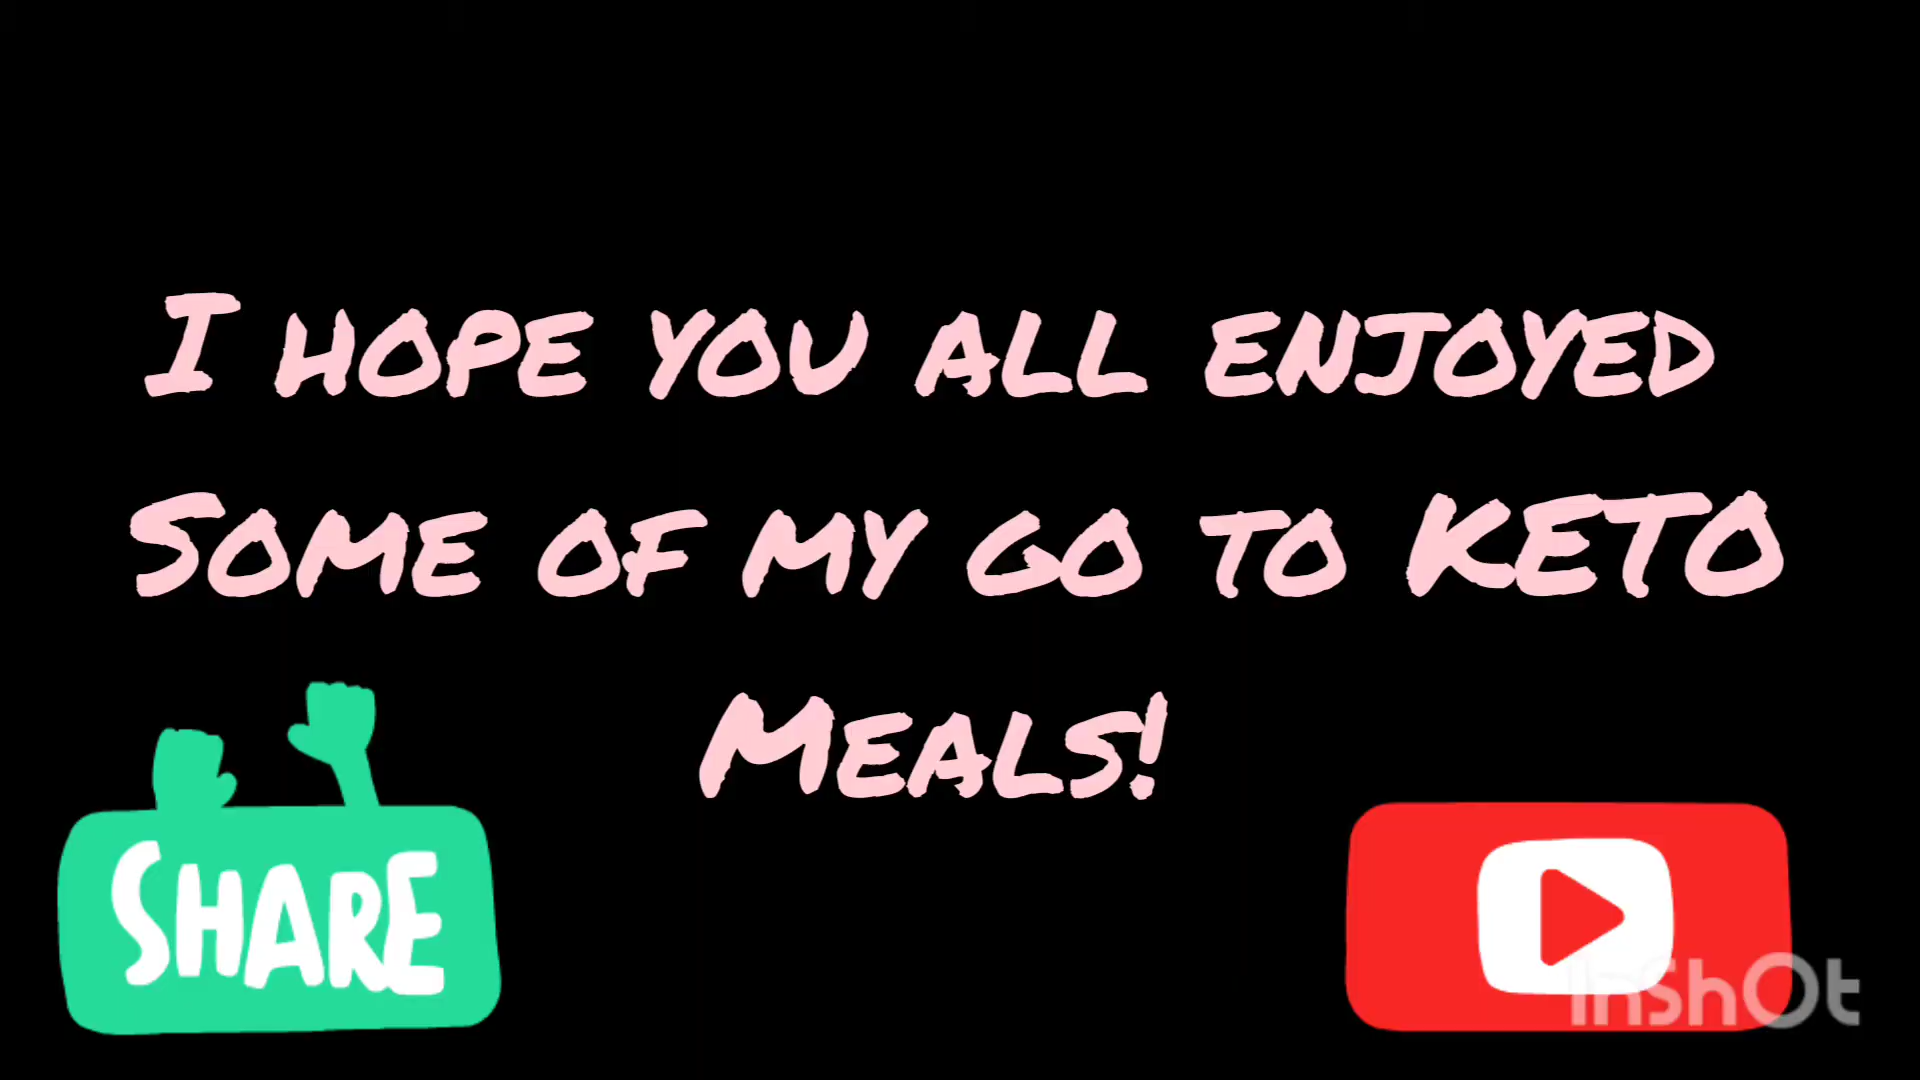 I hope you all enjoyed
Some of my go to KETO
Meals!
SHARE
InShOt